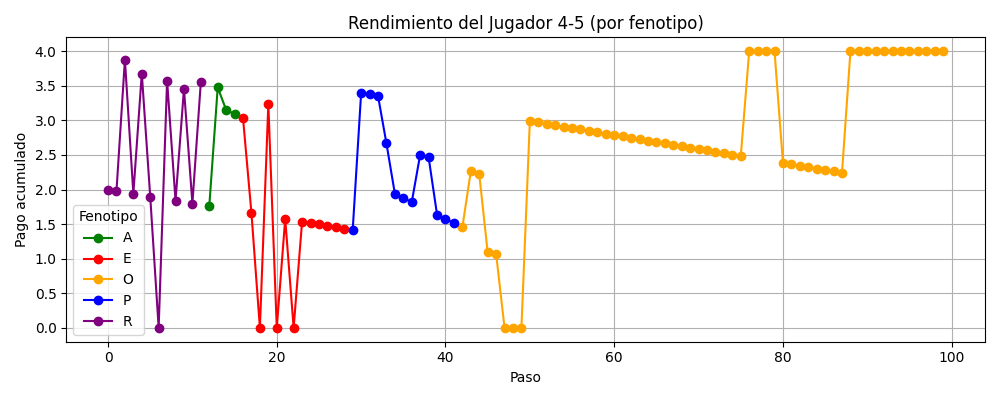 Rendimiento del Jugador 4-5 (por fenotipo)
Pago acumulado
4.0
3.5
3.0
2.5
2.0
1.5
1.0
0.5
0.0
Fenotipo
A
E
O
P
R
0 20 40 60 80 100
Paso